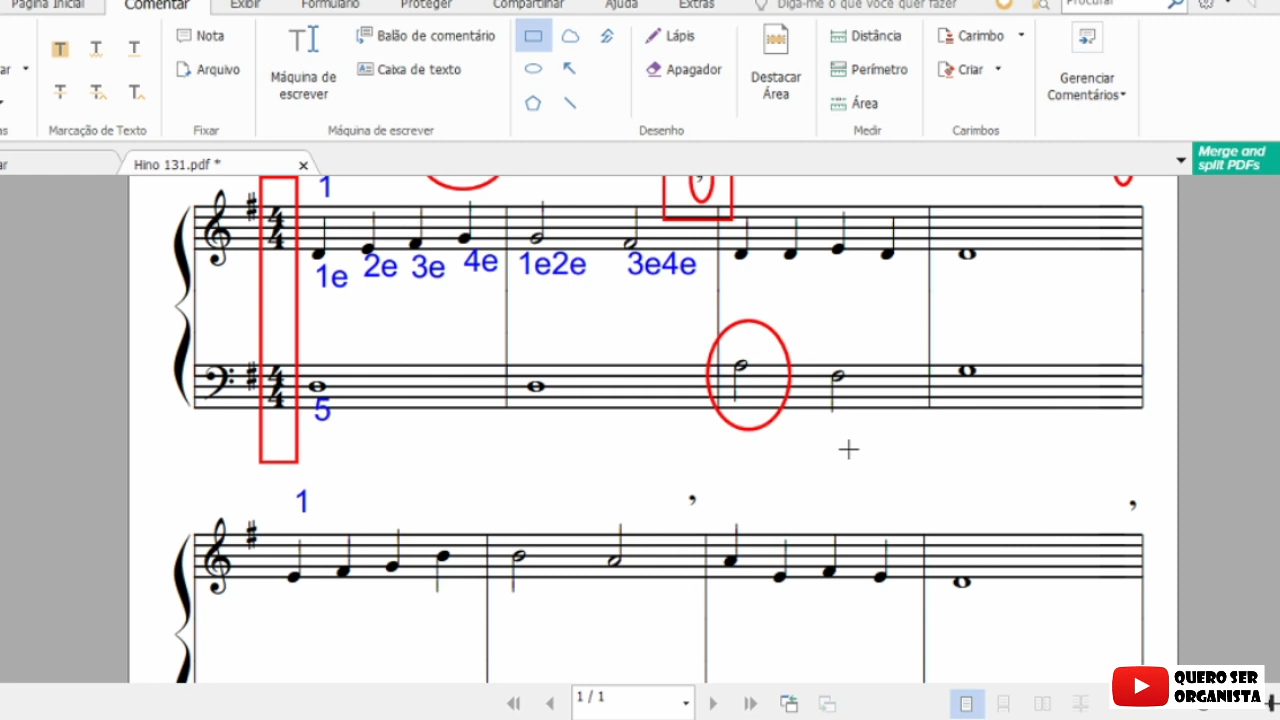 Página Inicial Comentar Exibir Formulário Proteger Compartilhar Ajuda Extras Diga-me o que você quer fazer Procurar
Nota
Arquivo
Fixar
Marcação de Texto
Máquina de
escrever
Balão de comentário
Caixa de texto
Máquina de escrever
Lápis
Apagador
Desenho
Destacar
Área
Distância
Perímetro
Área
Medir
Carimbo
Criar
Carimbos
Gerenciar
Comentários
Hino 131.pdf *
Merge and
split PDFs
1
1e 2e 3e 4e 1e2e 3e4e
5
1
1 / 1
QUERO SER
ORGANISTA